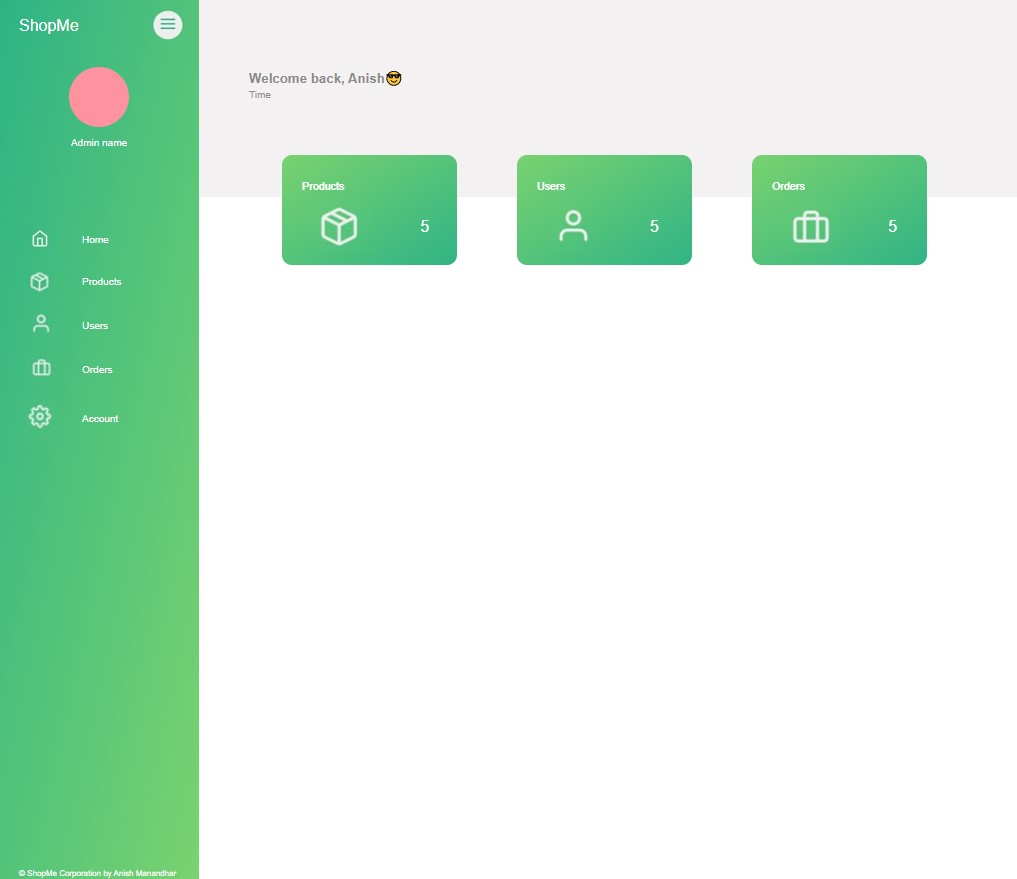 ShopMe
Admin name
Home
Products
Users
Orders
Account
© ShopMe Corporation by Anish Manandhar
Welcome back, Anish😎
Time
Products
5
Users
5
Orders
5